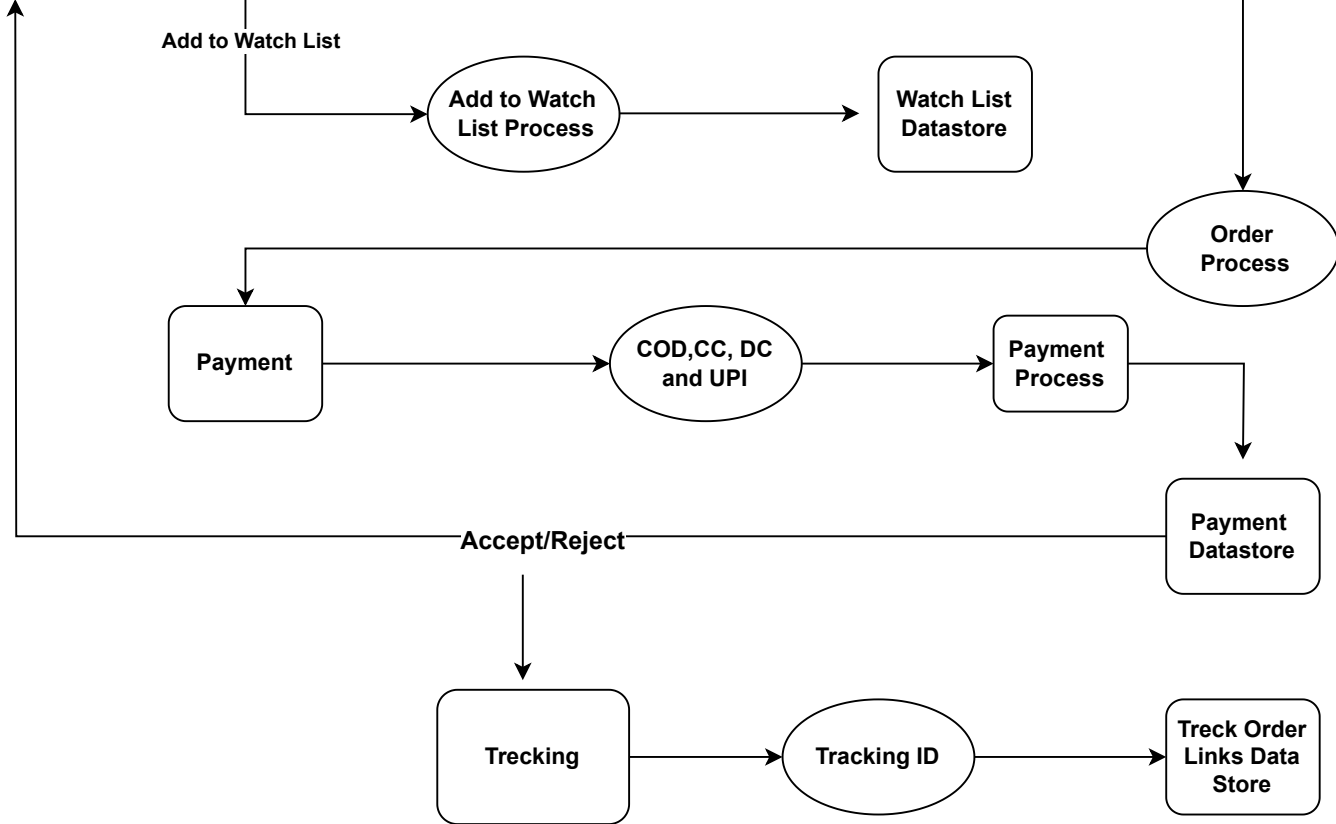 Add to Watch List
Add to Watch
List Process
Watch List
Datastore
Order
Process
Payment
COD,CC, DC
and UPI
Payment
Process
Payment
Datastore
Accept/Reject
Trecking
Tracking ID
Treck Order
Links Data
Store